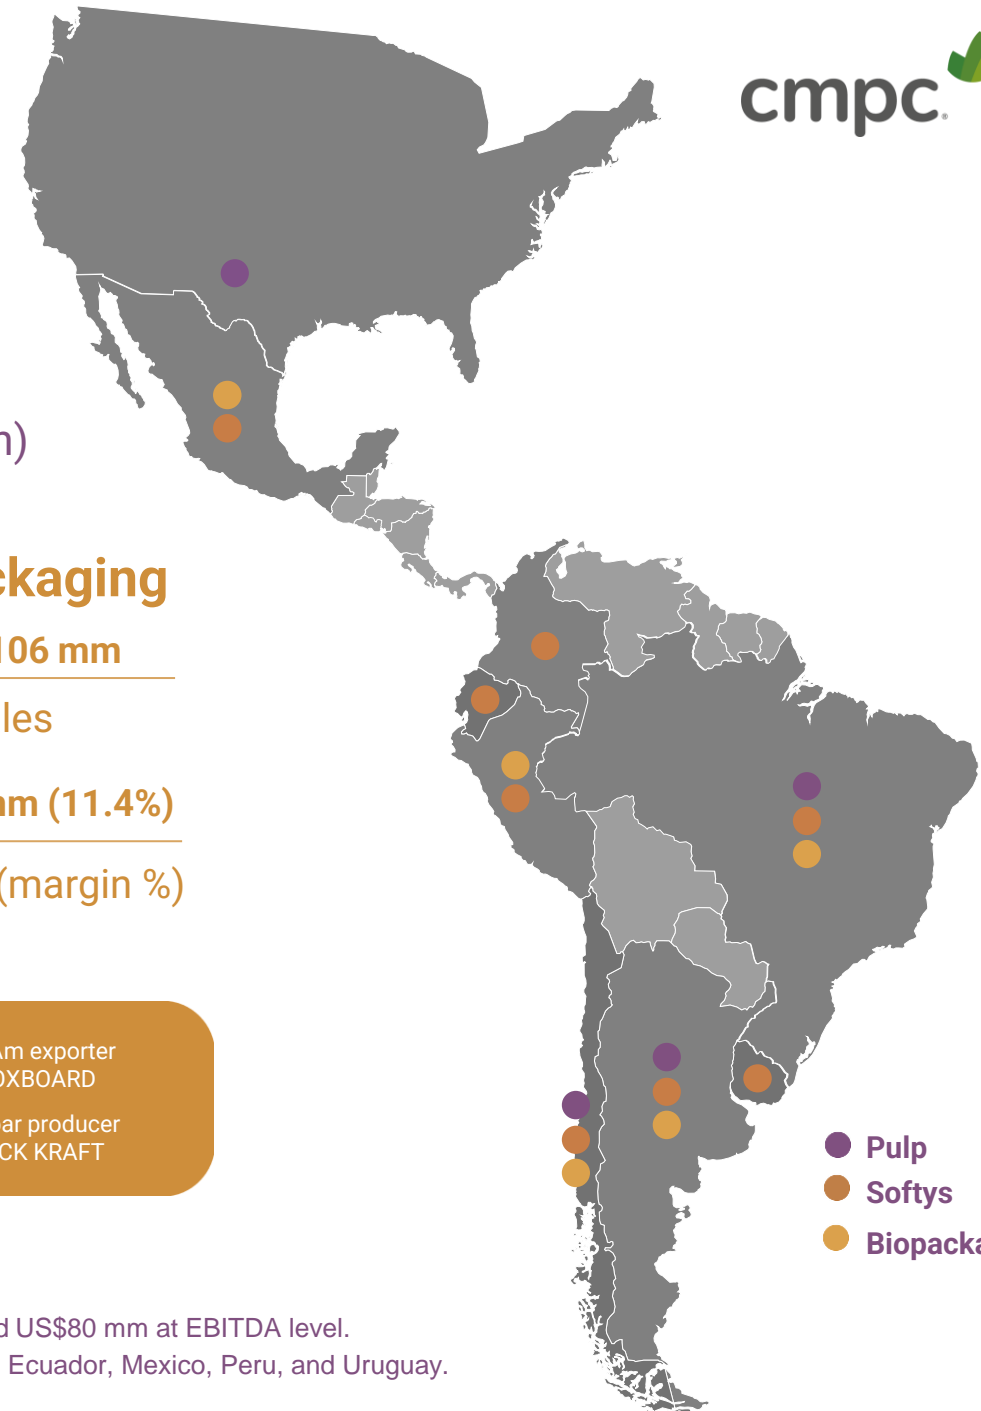 cmpc
n)
ckaging
106 mm
les
mm (11.4%)
(margin %)
Am exporter
OXBOARD
bar producer
CK KRAFT
Pulp
Softys
Biopacka
d US$80 mm at EBITDA level.
Ecuador, Mexico, Peru, and Uruguay.